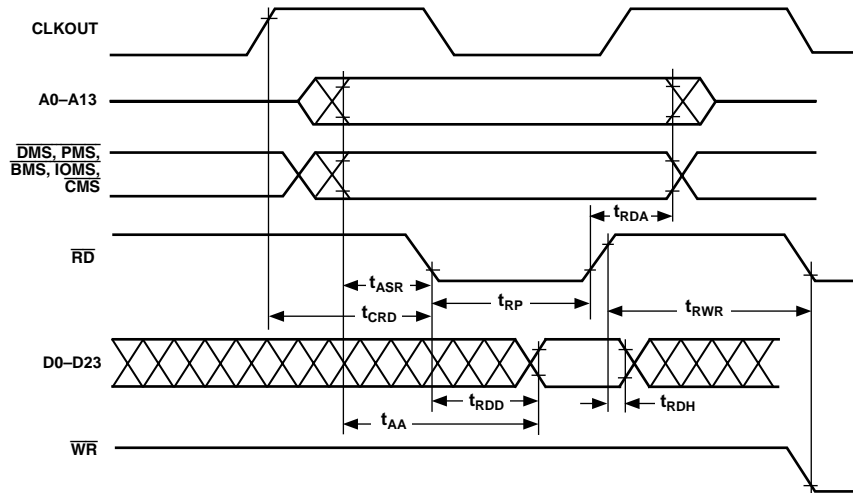 CLKOUT
A0–A13
DMS, PMS,
BMS, IOMS,
CMS
tRDA
RD
tASR
tRP
tCRD
tRWR
D0–D23
tRDD
tRDH
tAA
WR